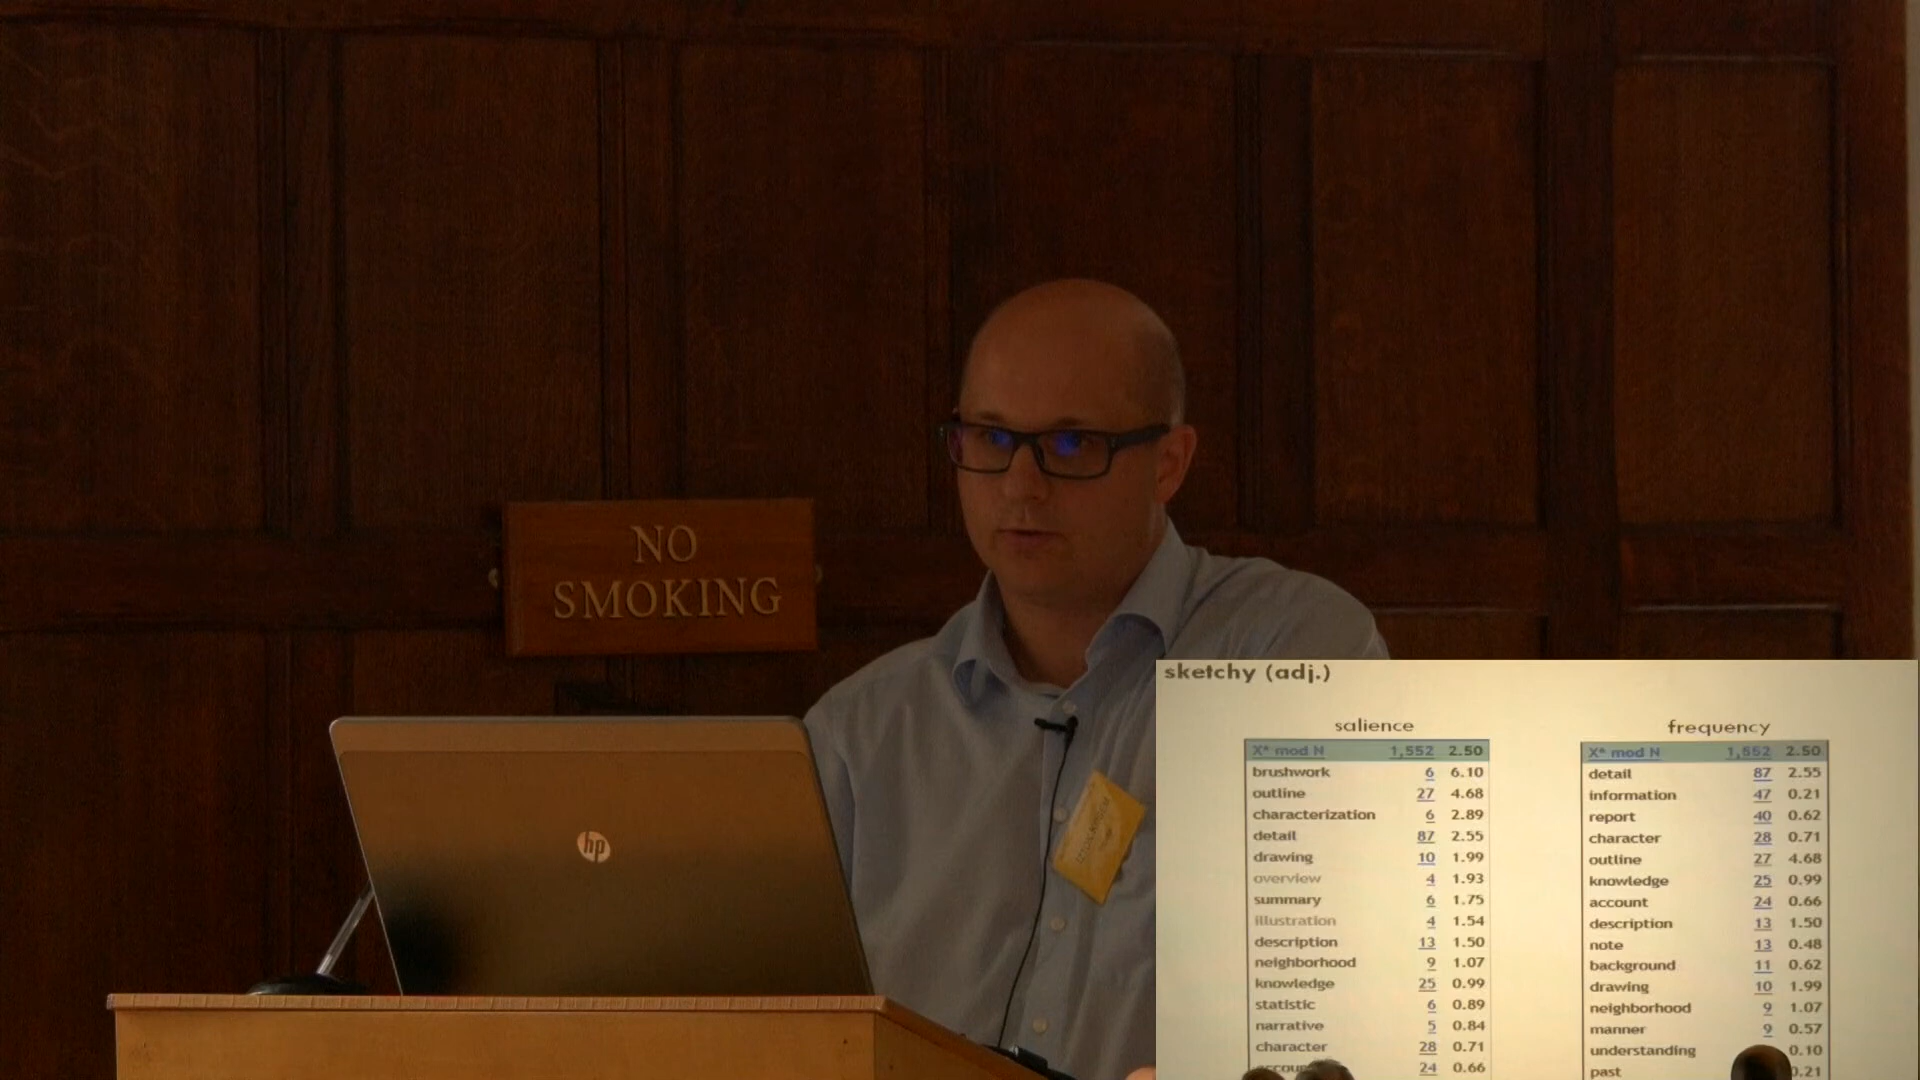 NO
SMOKING
hp
sketchy (adj.)
salience
X* mod N 1,552 2.50
brushwork 6 6.10
outline 27 4.68
characterization 6 2.89
detail 87 2.55
drawing 10 1.99
overview 4 1.93
summary 6 1.75
illustration 4 1.54
description 13 1.50
neighborhood 9 1.07
knowledge 25 0.99
statistic 6 0.89
narrative 5 0.84
character 28 0.71
24 0.66
frequency
X* mod N 1,552 2.50
detail 87 2.55
information 47 0.21
report 40 0.62
character 28 0.71
outline 27 4.68
knowledge 25 0.99
account 24 0.66
description 13 1.50
note 13 0.48
background 11 0.62
drawing 10 1.99
neighborhood 9 1.07
manner 9 0.57
understanding 0.10
past 0.21